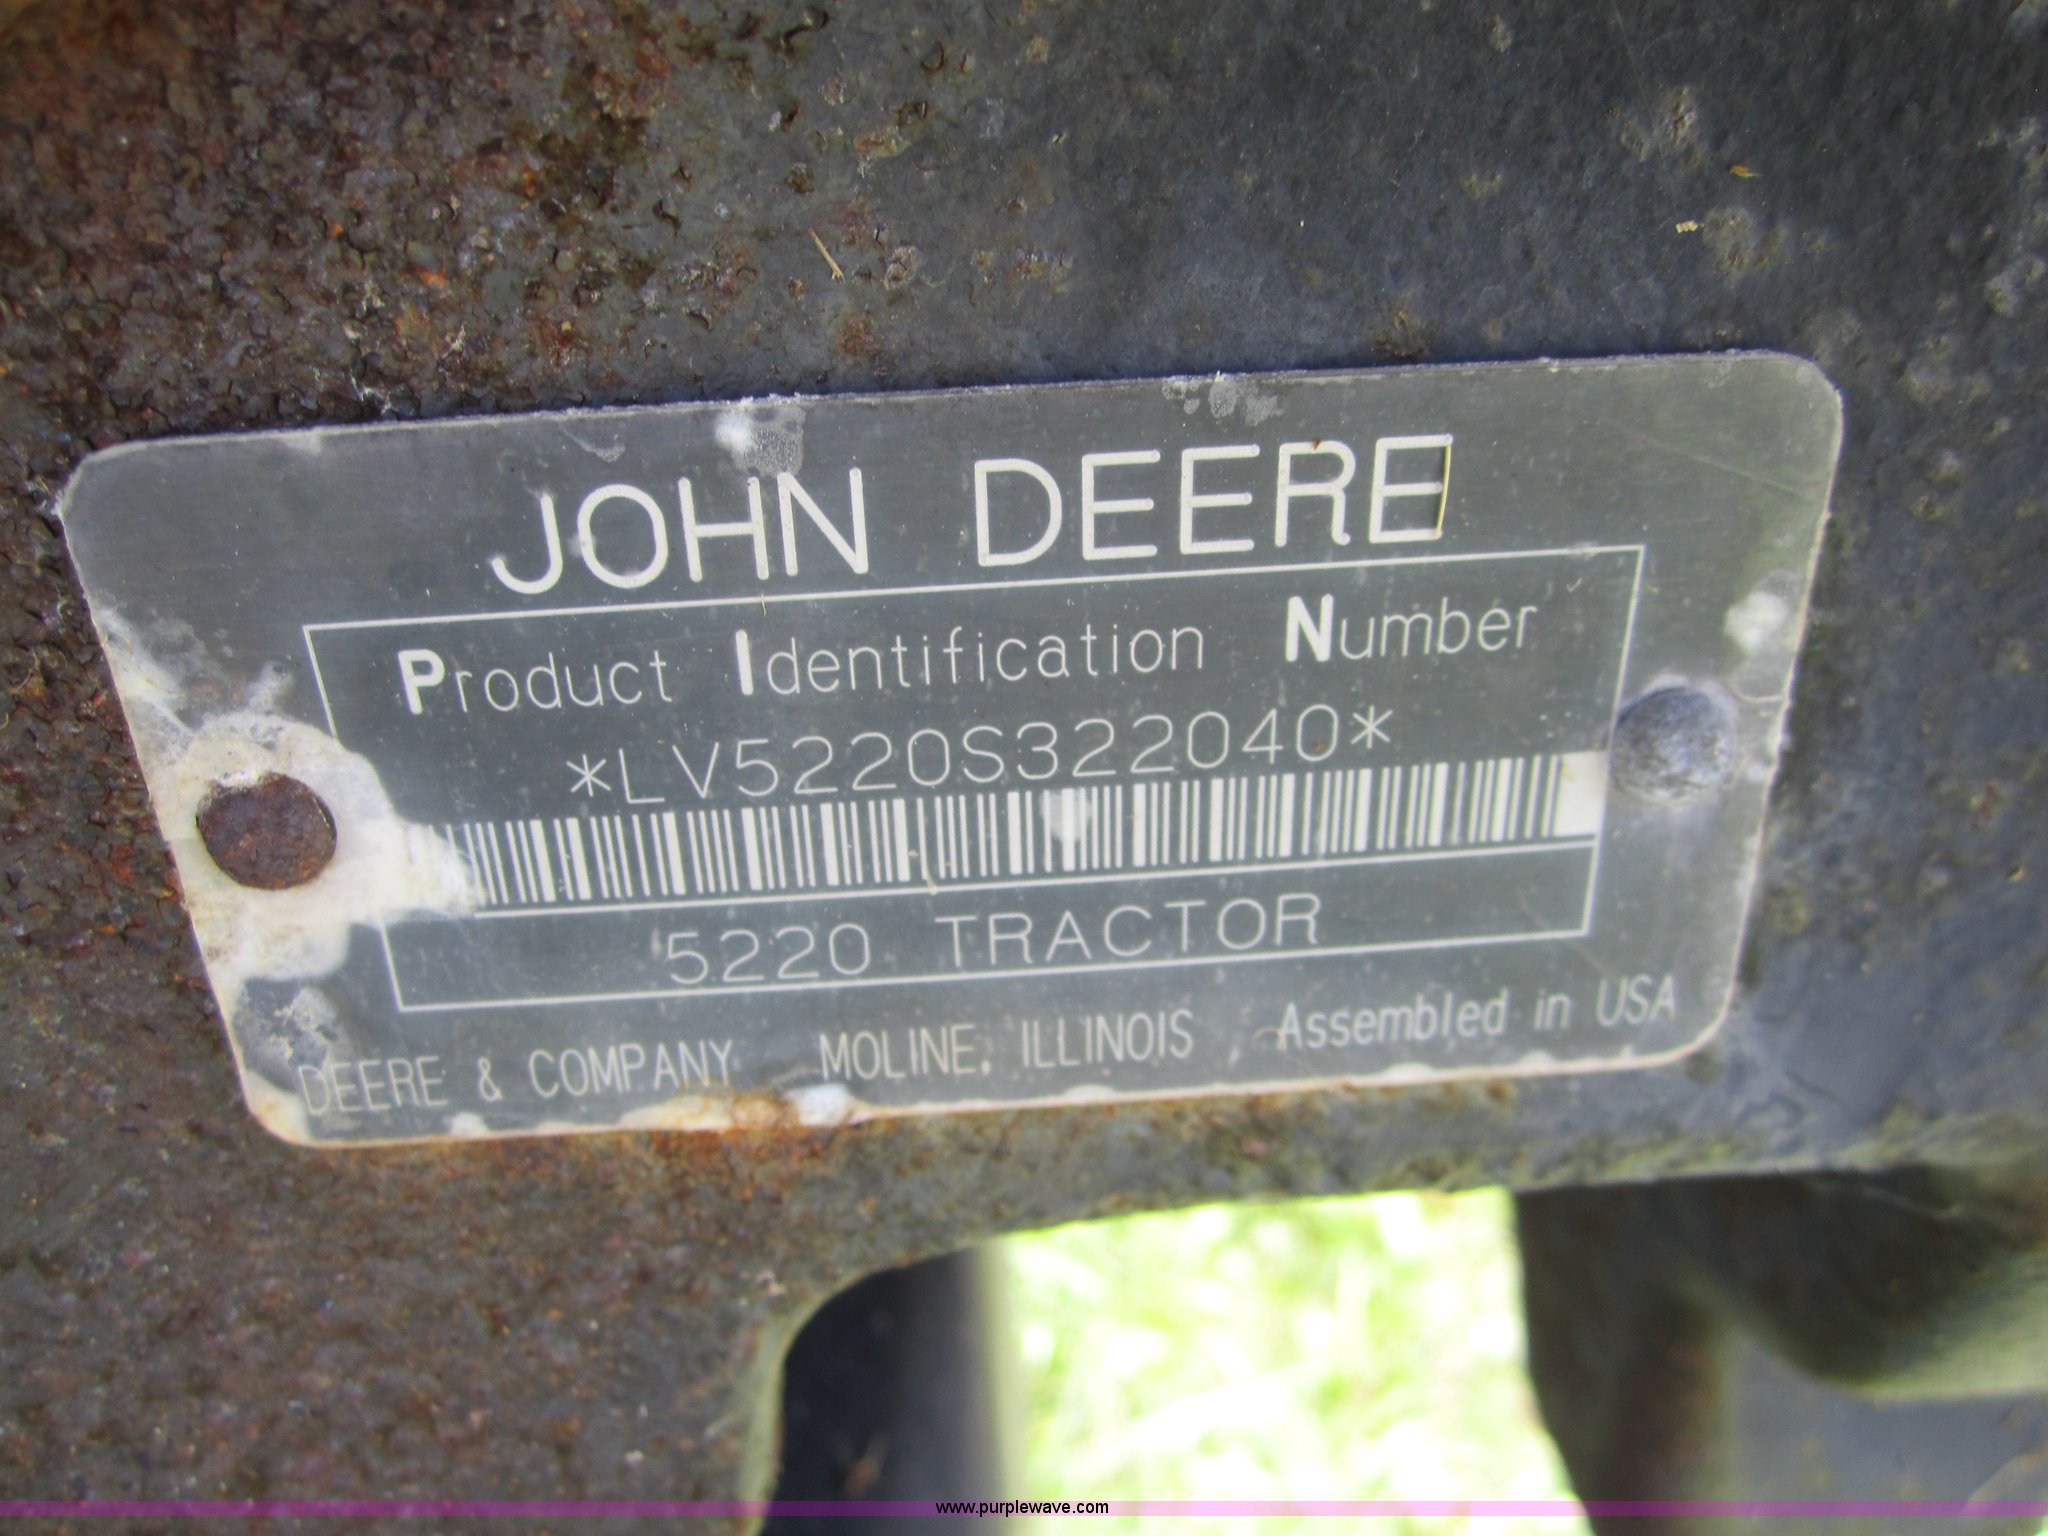 JOHN DEERE
Product Identification Number
*LV5220S322040*
5220 TRACTOR
DEERE & COMPANY MOLINE, ILLINOIS Assembled in USA
www.purplewave.com